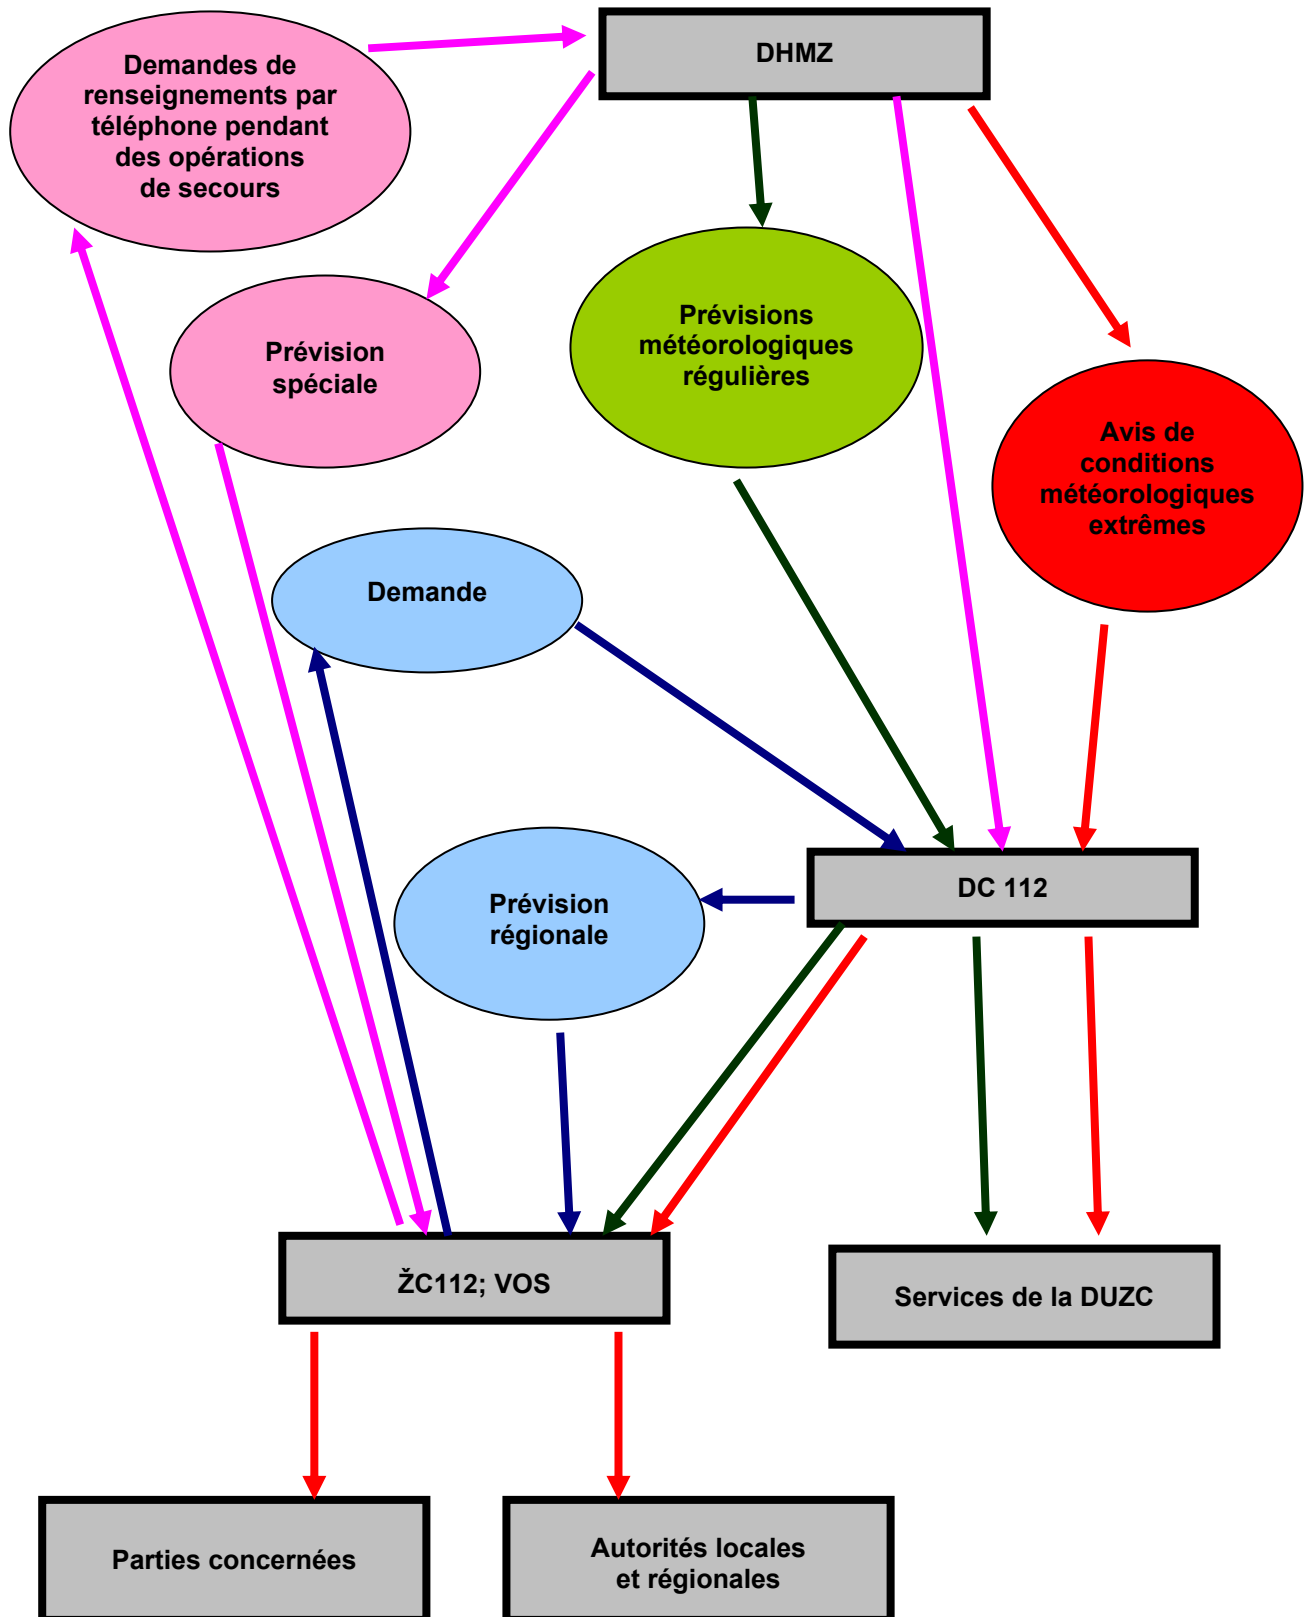 DHMZ
Demandes de
renseignements par
téléphone pendant
des opérations
de secours
Prévisions
météorologiques
régulières
Prévision
spéciale
Avis de
conditions
météorologiques
extrêmes
Demande
DC 112
Prévision
régionale
ŽC112; VOS
Services de la DUZC
Parties concernées
Autorités locales
et régionales